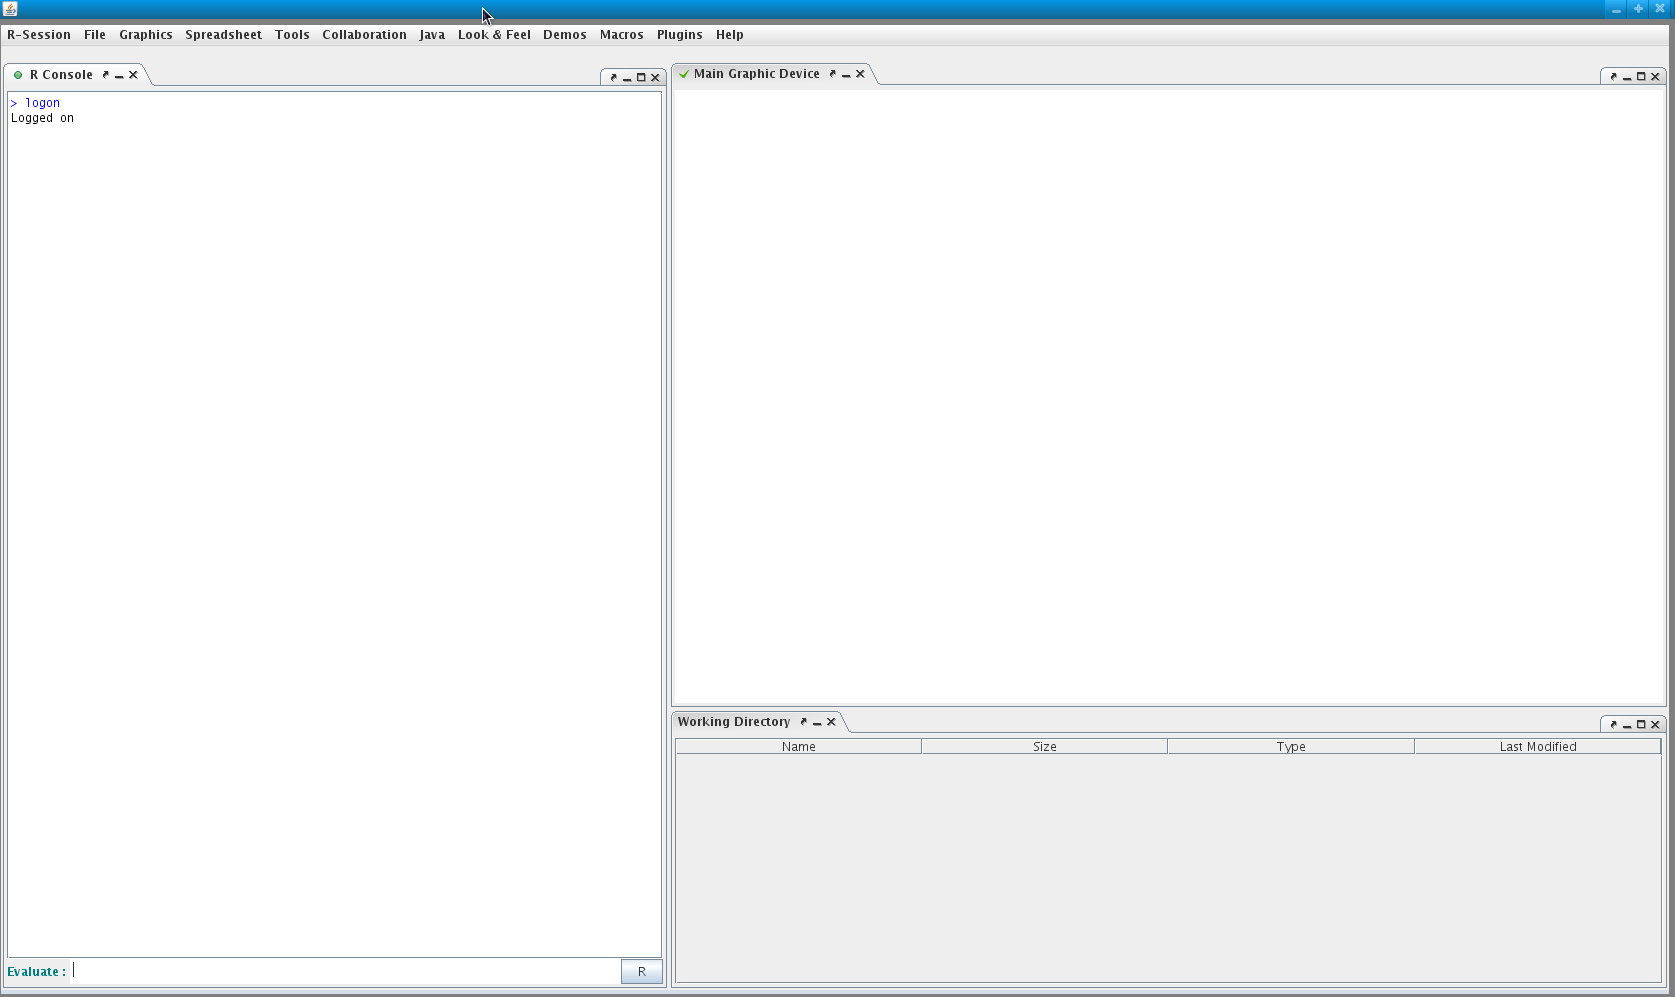 R-Session File Graphics Spreadsheet Tools Collaboration Java Look & Feel Demos Macros Plugins Help
R Console
> logon
Logged on
Evaluate :
R
Main Graphic Device
Working Directory
Name Size Type Last Modified